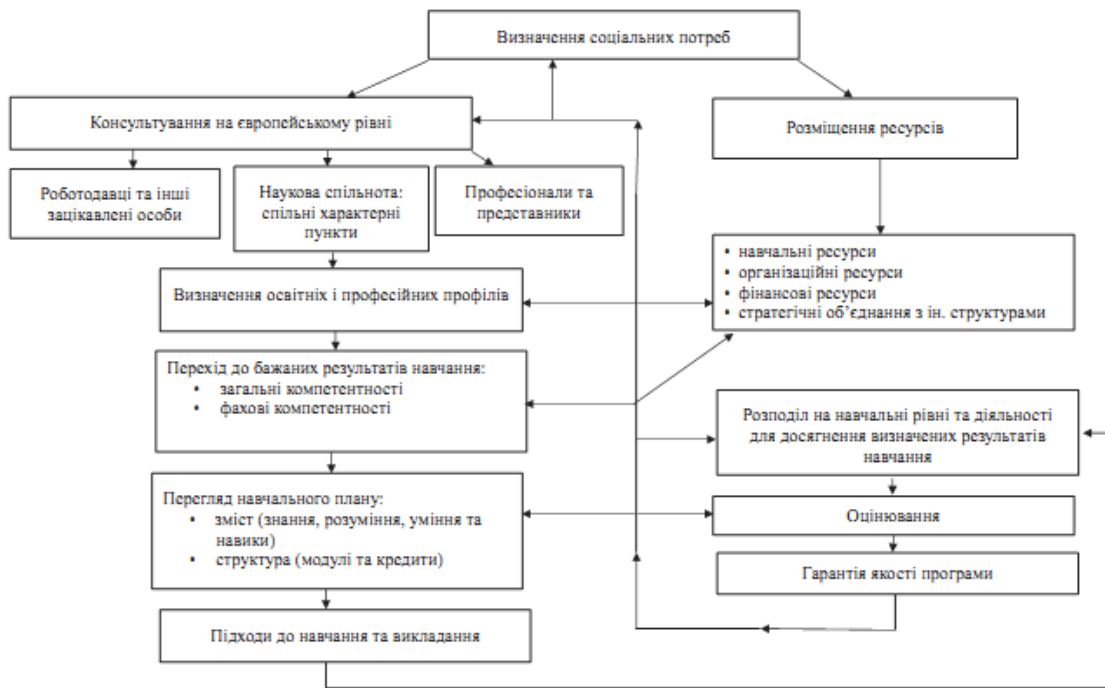 Визначення соціальних потреб
Консультування на європейському рівні
Розміщення ресурсів
Роботодавці та інші
зацікавлені особи
Наукова спільнота:
спільні характерні
пункти
Професіонали та
представники
• навчальні ресурси
• організаційні ресурси
• фінансові ресурси
• стратегічні об’єднання з ін. структурами
Визначення освітніх і професійних профілів
Перехід до бажаних результатів навчання:
• загальні компетентності
• фахові компетентності
Розподіл на навчальні рівні та діяльності
для досягнення визначених результатів
навчання
Перегляд навчального плану:
• зміст (знання, розуміння, уміння та
навики)
• структура (модулі та кредити)
Оцінювання
Гарантія якості програми
Підходи до навчання та викладання